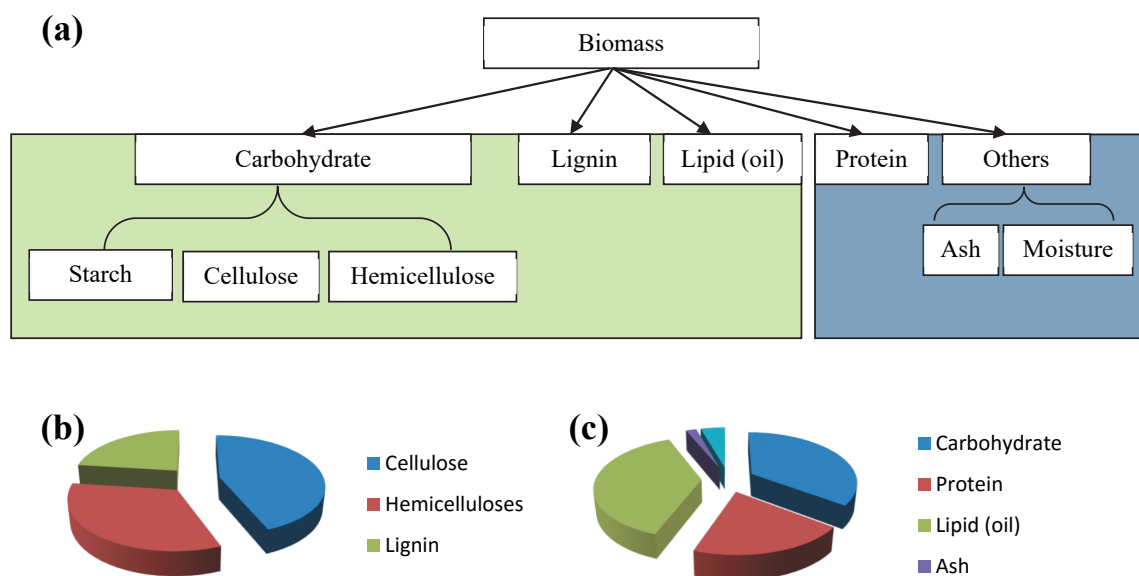 (a)
Biomass
Carbohydrate
Lignin
Lipid (oil)
Protein
Others
Starch
Cellulose
Hemicellulose
Ash
Moisture
(b)
Cellulose
Hemicelluloses
Lignin
(c)
Carbohydrate
Protein
Lipid (oil)
Ash